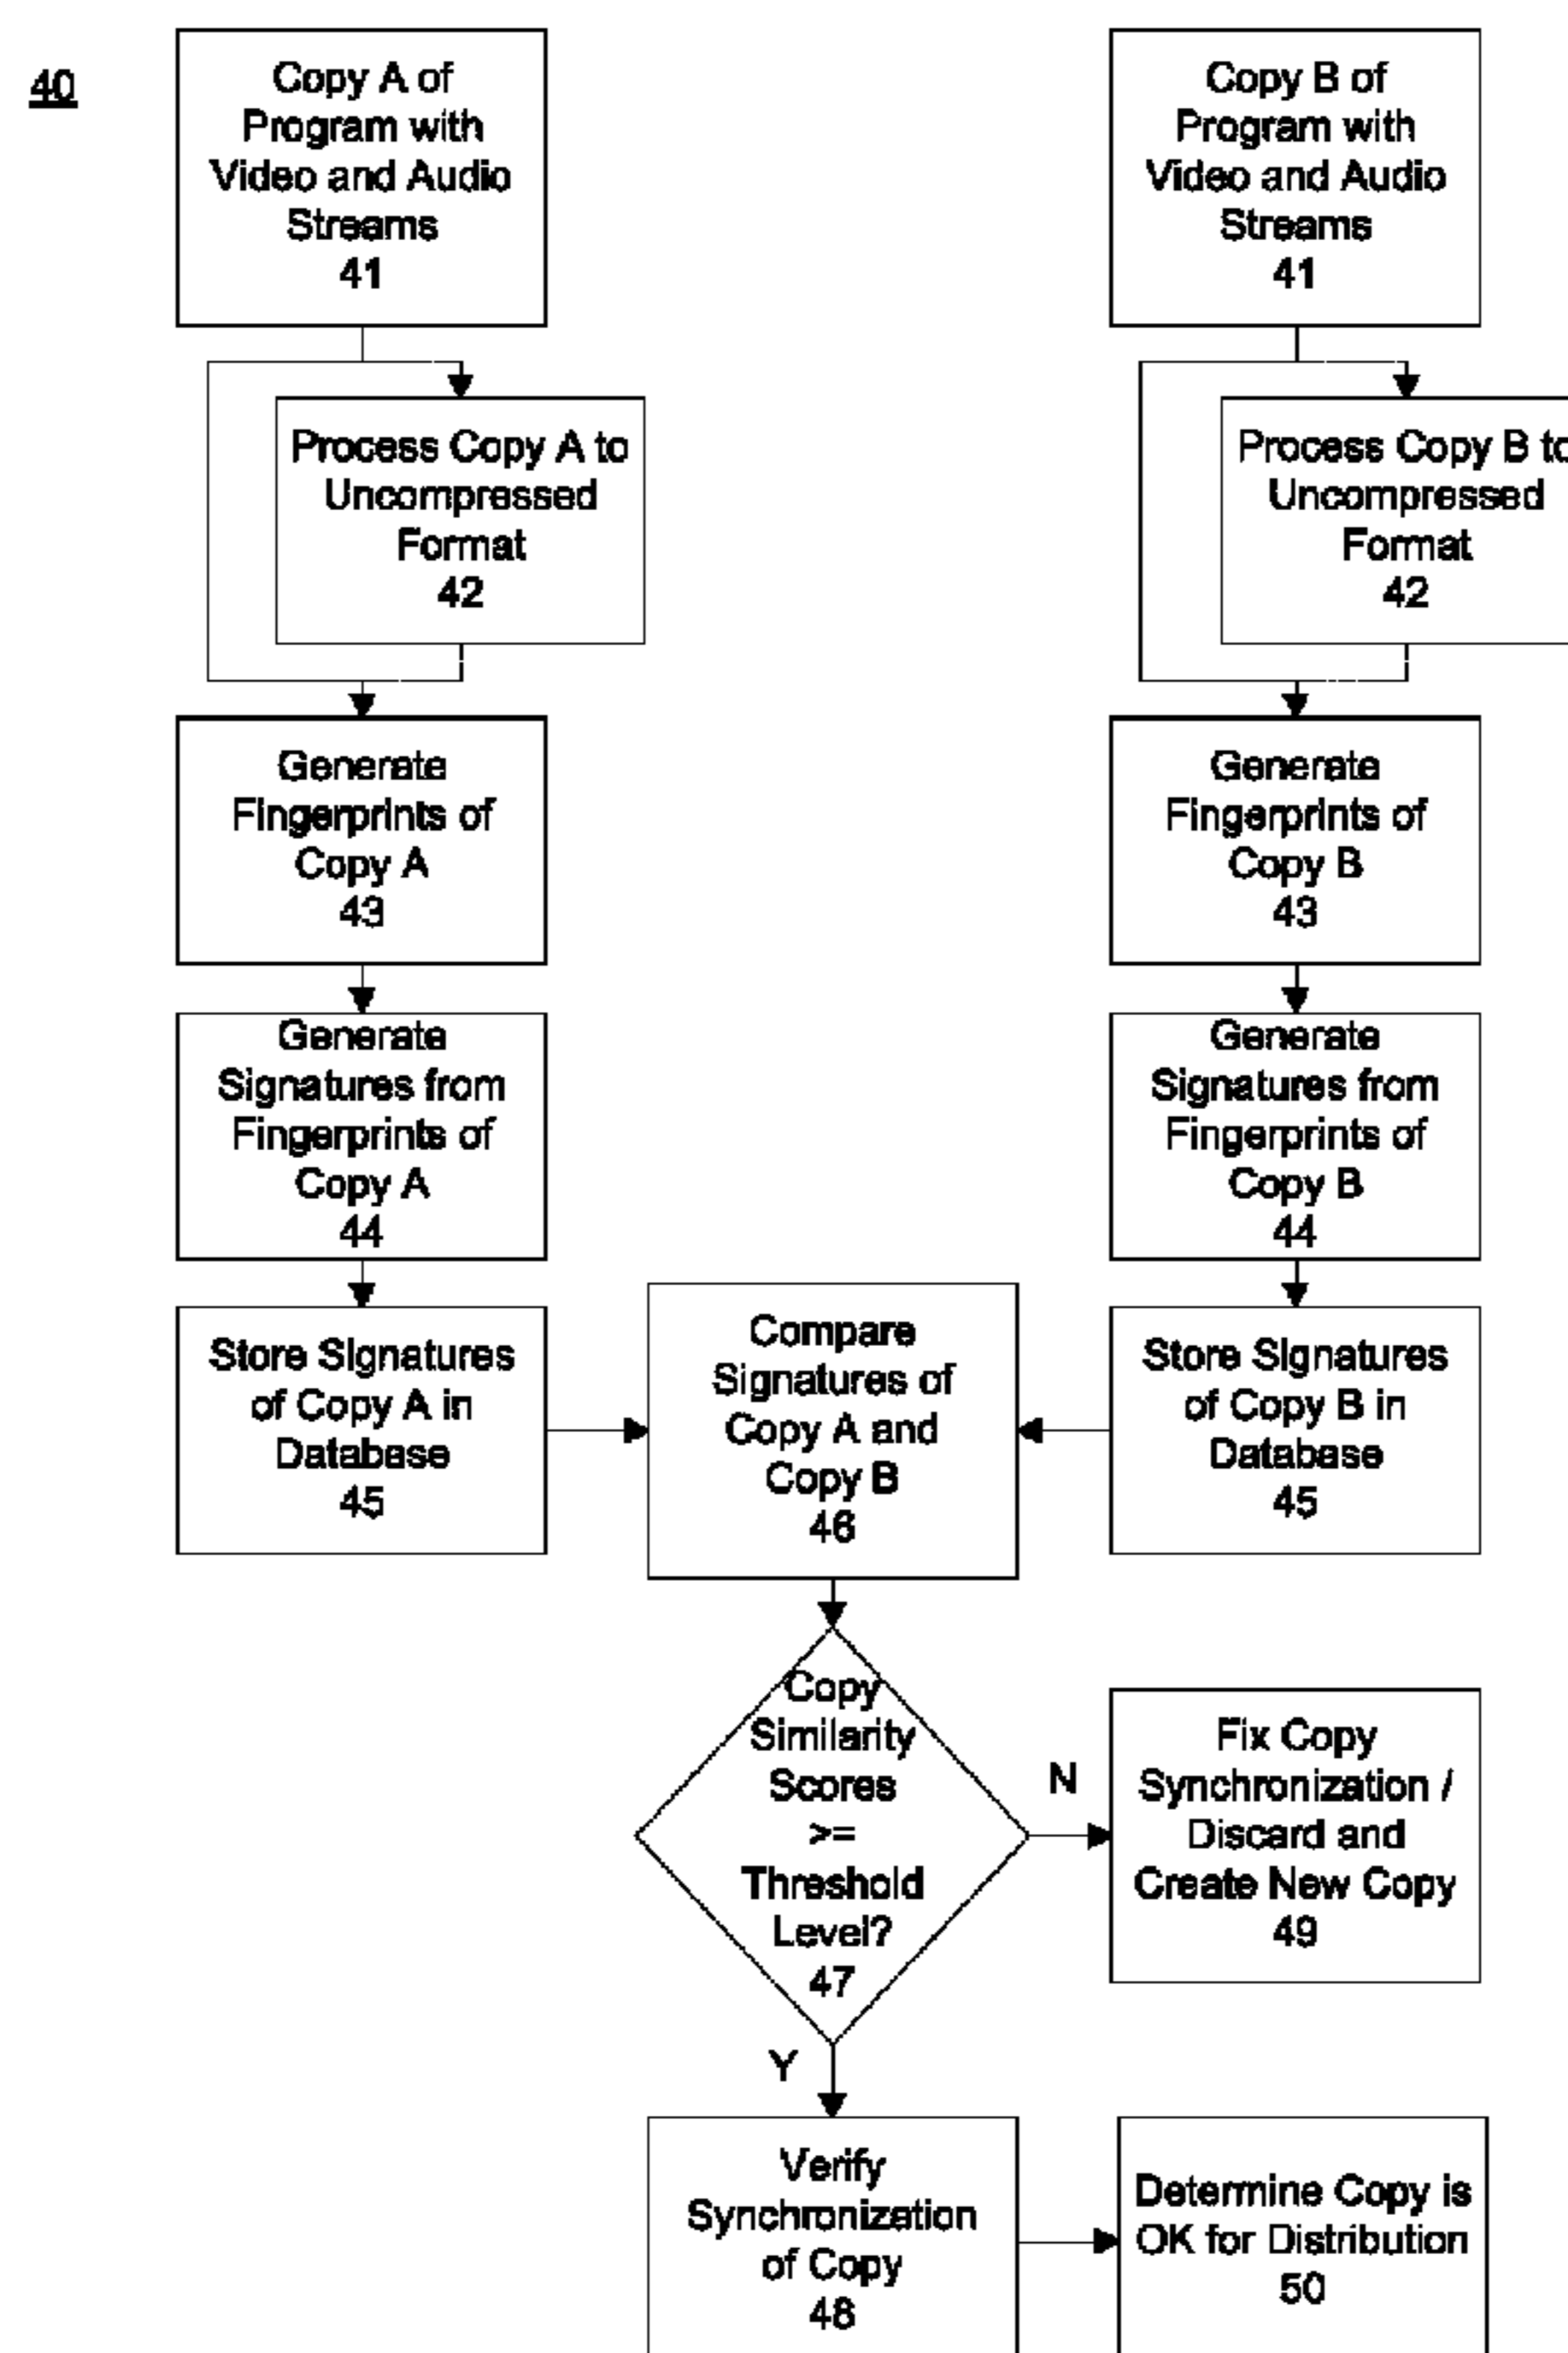 40
Copy A of
Program with
Video and Audio
Streams
41
Copy B of
Program with
Video and Audio
Streams
41
Process Copy A to
Uncompressed
Format
42
Process Copy B to
Uncompressed
Format
42
Generate
Fingerprints of
Copy A
43
Generate
Fingerprints of
Copy B
43
Generate
Signatures from
Fingerprints of
Copy A
44
Generate
Signatures from
Fingerprints of
Copy B
44
Store Signatures
of Copy A in
Database
45
Compare
Signatures of
Copy A and
Copy B
46
Store Signatures
of Copy B in
Database
45
Copy
Similarity
Scores
>=
Threshold
Level?
47
N
Fix Copy
Synchronization /
Discard and
Create New Copy
49
Y
Verify
Synchronization
of Copy
48
Determine Copy is
OK for Distribution
50